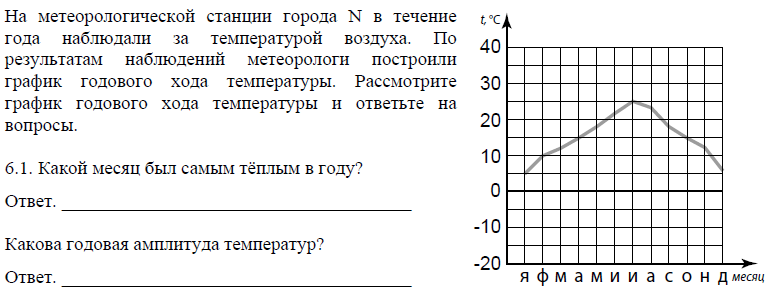 На метеорологической станции города N в течение
года наблюдали за температурой воздуха. По
результатам наблюдений метеорологи построили
график годового хода температуры. Рассмотрите
график годового хода температуры и ответьте на
вопросы.
6.1. Какой месяц был самым тёплым в году?
Ответ.
Какова годовая амплитуда температур?
Ответ.
t,°C
40
30
20
10
0
-10
-20
я ф м а м и и а с о н д месяц